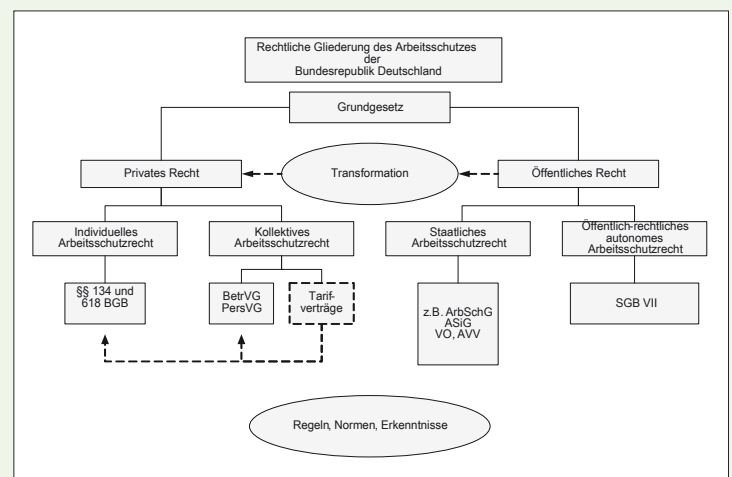 Rechtliche Gliederung des Arbeitsschutzes
der
Bundesrepublik Deutschland
Grundgesetz
Privates Recht
Transformation
Öffentliches Recht
Individuelles
Arbeitsschutzrecht
Kollektives
Arbeitsschutzrecht
Staatliches
Arbeitsschutzrecht
Öffentlich-rechtliches
autonomes
Arbeitsschutzrecht
§§ 134 und
618 BGB
BetrVG
PersVG
Tarif-
verträge
z.B. ArbSchG
ASiG
VO, AVV
SGB VII
Regeln, Normen, Erkenntnisse